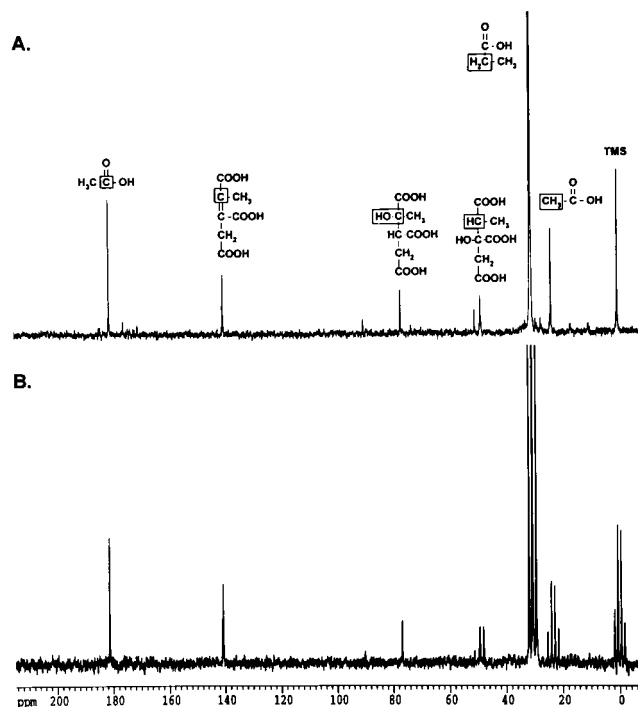 A.
O
C-OH
H₂C-CH₃
TMS
O
H₃C-C-OH
COOH
C-CH₃
C-COOH
CH₂
COOH
COOH
HO-C-CH₃
HC COOH
CH₂
COOH
COOH
HC-CH₃
HO-C-COOH
CH₂
COOH
O
CH₃-C-OH
B.
ppm 200 180 160 140 120 100 80 60 40 20 0